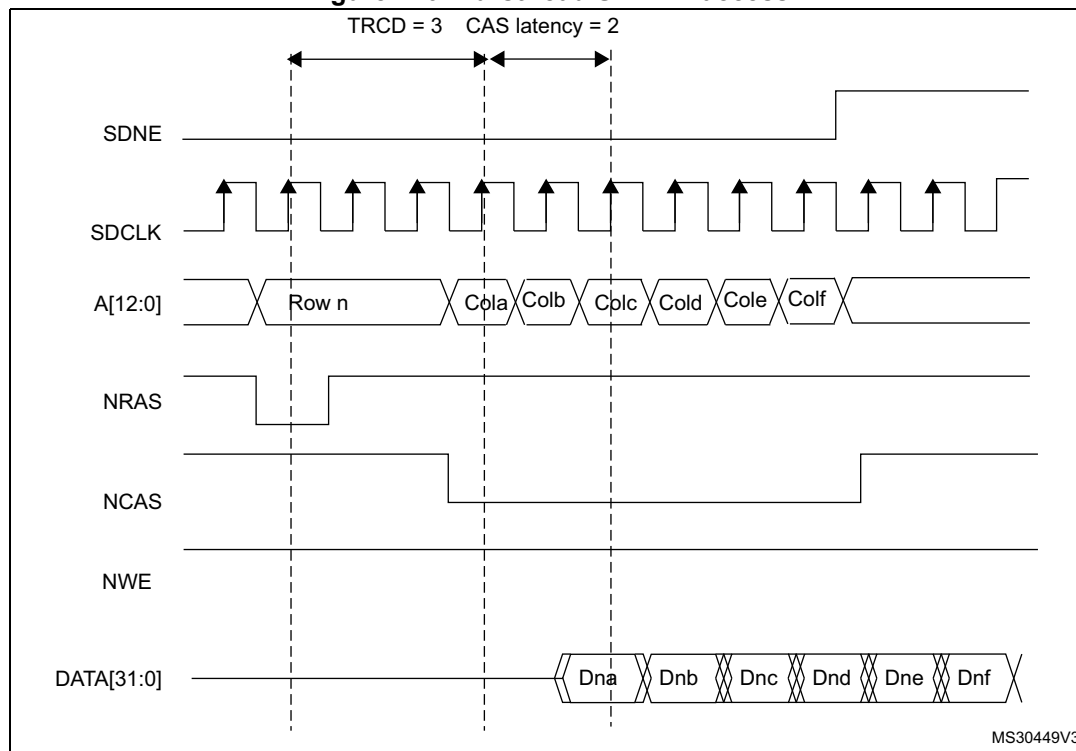 TRCD = 3 CAS latency = 2
SDNE
SDCLK
A[12:0] Row n Cola Colb Colc Cold Cole Colf
NRAS
NCAS
NWE
DATA[31:0] Dna Dnb Dnc Dnd Dne Dnf
MS30449V3